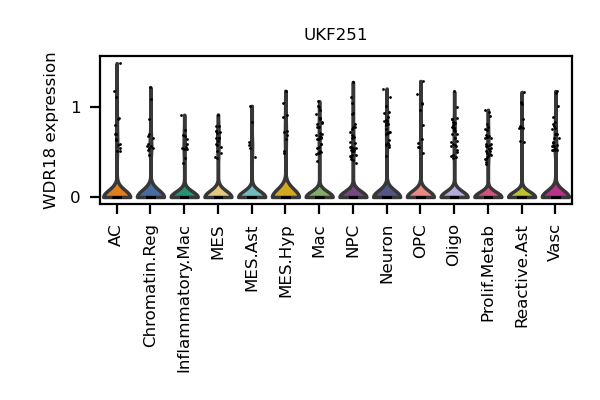 UKF251
WDR18 expression
1
0
AC
Chromatin.Reg
Inflammatory.Mac
MES
MES.Ast
MES.Hyp
Mac
NPC
Neuron
OPC
Oligo
Prolif.Metab
Reactive.Ast
Vasc